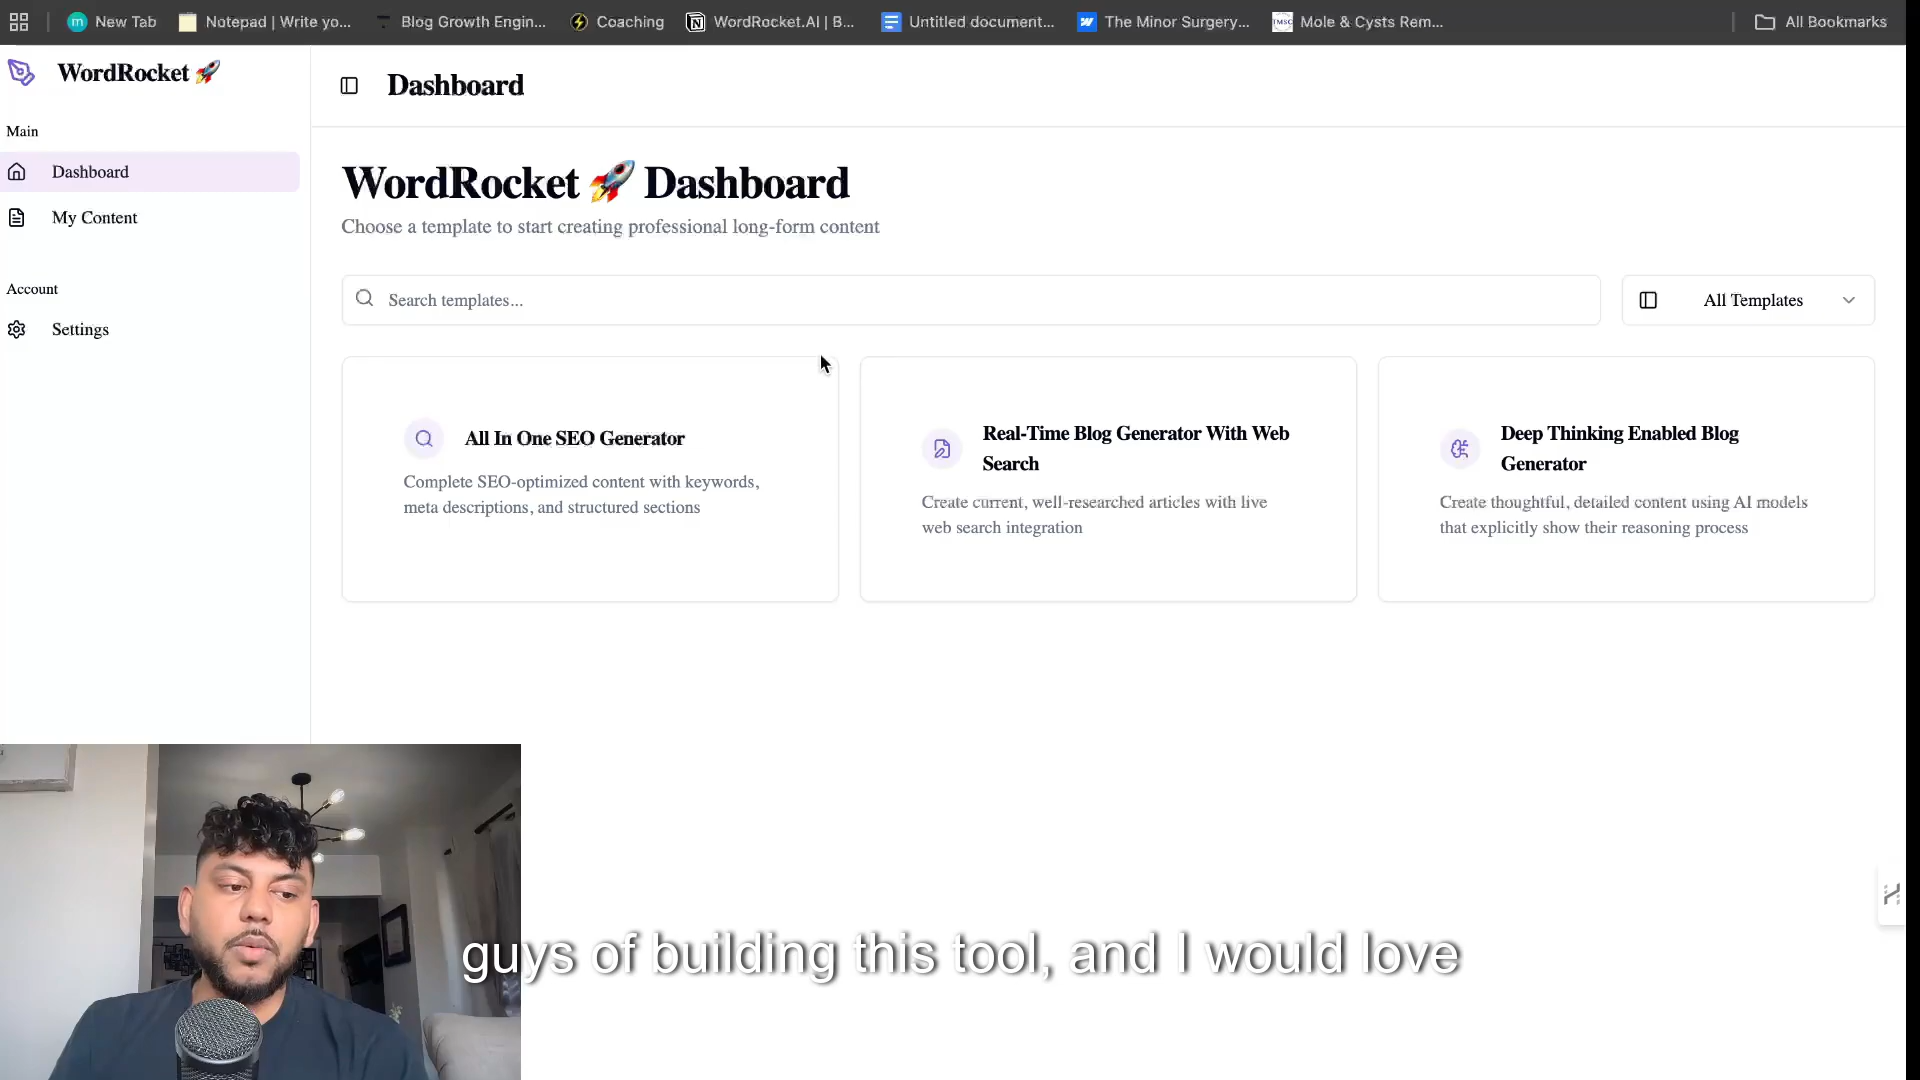 New Tab
Notepad | Write yo...
Blog Growth Engin...
Coaching
WordRocket.AI | B...
Untitled document...
The Minor Surgery...
TMSC
Mole & Cysts Rem...
All Bookmarks
WordRocket 🚀
Dashboard
Main
Dashboard
My Content
Account
Settings
WordRocket 🚀 Dashboard
Choose a template to start creating professional long-form content
Search templates...
All Templates
All In One SEO Generator
Complete SEO-optimized content with keywords,
meta descriptions, and structured sections
Real-Time Blog Generator With Web
Search
Create current, well-researched articles with live
web search integration
Deep Thinking Enabled Blog
Generator
Create thoughtful, detailed content using AI models
that explicitly show their reasoning process
guys of building this tool, and I would love